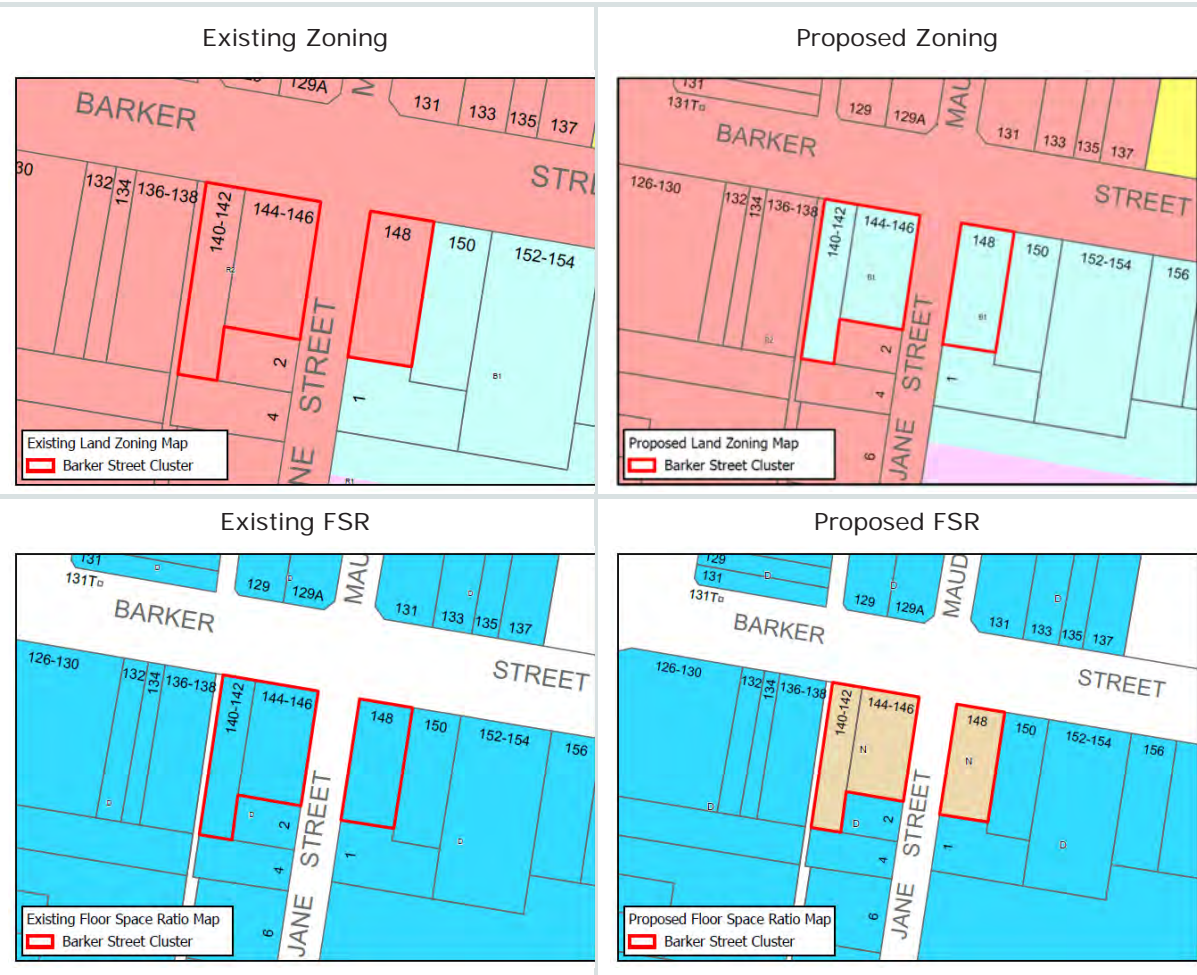 Existing Zoning
129A
MAU
131
133
135
137
BARKER
STRE
30
132
134
136-138
140-142
144-146
148
150
152-154
R2
B1
2
4
1
JANE STREET
R1
Existing Land Zoning Map
Barker Street Cluster
Proposed Zoning
131
131T
129
129A
MAU
131
133
135
137
BARKER
STREET
126-130
132
134
136-138
140-142
144-146
148
150
152-154
156
B1
B1
R2
2
4
6
1
JANE STREET
Proposed Land Zoning Map
Barker Street Cluster
Existing FSR
131
D
131T
129
D
129A
MAU
D
131
133
135
137
BARKER
STREET
126-130
132
134
136-138
140-142
144-146
148
150
152-154
156
D
D
D
2
4
6
1
JANE STREET
Existing Floor Space Ratio Map
Barker Street Cluster
Proposed FSR
129
131
D
131T
D
129
129A
MAUD
D
131
133
135
137
BARKER
STREET
126-130
132
134
136-138
140-142
144-146
148
150
152-154
156
N
N
D
D
D
2
4
6
1
JANE STREET
Proposed Floor Space Ratio Map
Barker Street Cluster